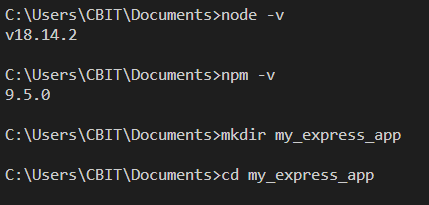 C:\Users\CBIT\Documents>node -v
v18.14.2
C:\Users\CBIT\Documents>npm -v
9.5.0
C:\Users\CBIT\Documents>mkdir my_express_app
C:\Users\CBIT\Documents>cd my_express_app